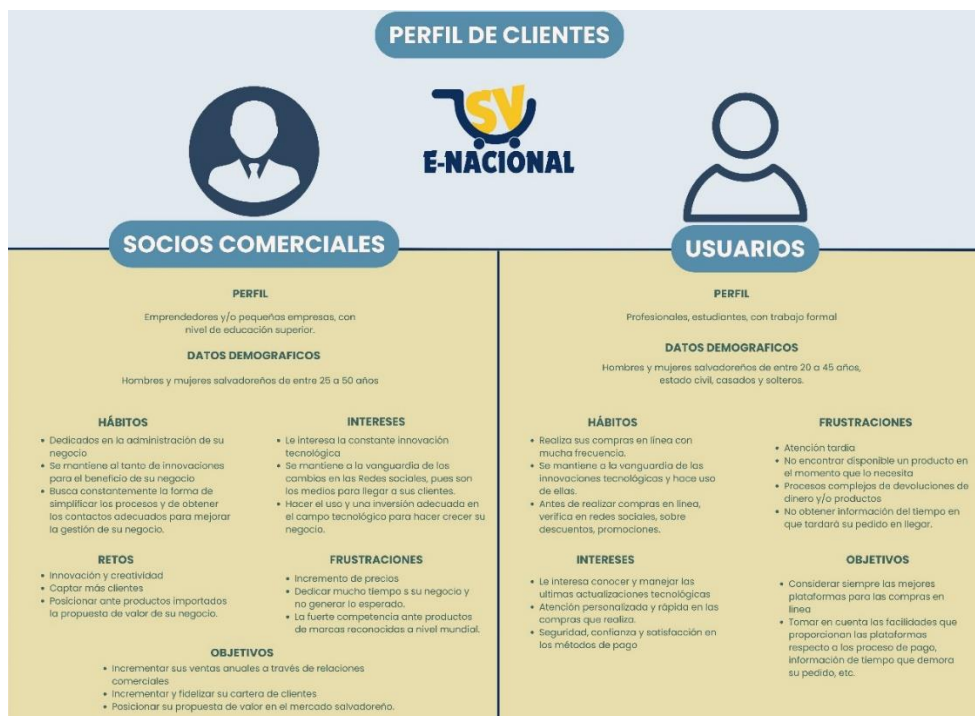 PERFIL DE CLIENTES
SV
E-NACIONAL
SOCIOS COMERCIALES
PERFIL
Emprendedores y/o pequeñas empresas, con
nivel de educación superior.
DATOS DEMOGRAFICOS
Hombres y mujeres salvadoreños de entre 25 a 50 años
HÁBITOS
• Dedicados en la administración de su
negocio
• Se mantiene al tanto de innovaciones
para el beneficio de su negocio
• Busca constantemente la forma de
simplificar los procesos y de obtener
los contactos adecuados para mejorar
la gestión de su negocio.
INTERESES
• Le interesa la constante innovación
tecnológica
• Se mantiene a la vanguardia de los
cambias en las Redes sociales, pues son
los medios para llegar a sus clientes.
• Hacer el uso y una inversión adecuada en
el campo tecnológico para hacer crecer su
negocio.
RETOS
• Innovación y creatividad
• Captar más clientes
• Posicionar ante productos importados
la propuesta de valor de su negocio.
FRUSTRACIONES
• Incremento de precios
• Dedicar mucho tiempo s su negocio y
no generar lo esperado.
• La fuerte competencia ante productos
de marcas reconocidas a nivel mundial.
OBJETIVOS
• Incrementar sus ventas anuales a través de relaciones
comerciales
• Incrementar y fidelizar su cartera de clientes
• Posicionar su propuesta de valor en el mercado salvadoreño.
USUARIOS
PERFIL
Profesionales, estudiantes, con trabajo formal
DATOS DEMOGRAFICOS
Hombres y mujeres salvadoreños de entre 20 a 45 años,
estado civil, casados y solteros.
HÁBITOS
• Realiza sus compras en línea con
mucha frecuencia.
• Se mantiene a la vanguardia de las
innovaciones tecnológicas y hace uso
de ellas.
• Antes de realizar compras en línea,
verifica en redes sociales, sobre
descuentos, promociones.
FRUSTRACIONES
• Atención tardia
• No encontrar disponible un producto en
el momento que lo necesita
• Procesos complejas de devoluciones de
dinero y/o productos
• No obtener información del tiempo en
que tardará su pedido en llegar.
INTERESES
• Le interesa conocer y manejar las
ultimas actualizaciones tecnológicas
• Atención personalizada y rápida en las
compras que realiza.
• Seguridad, confianza y satisfacción en
los métodos de pago
OBJETIVOS
• Considerar siempre las mejores
plataformas para las compras en
linea
• Tomar en cuenta las facilidades que
proporcionan las plataformas
respecto a los proceso de pago,
información de tiempo que demora
su pedido, etc.